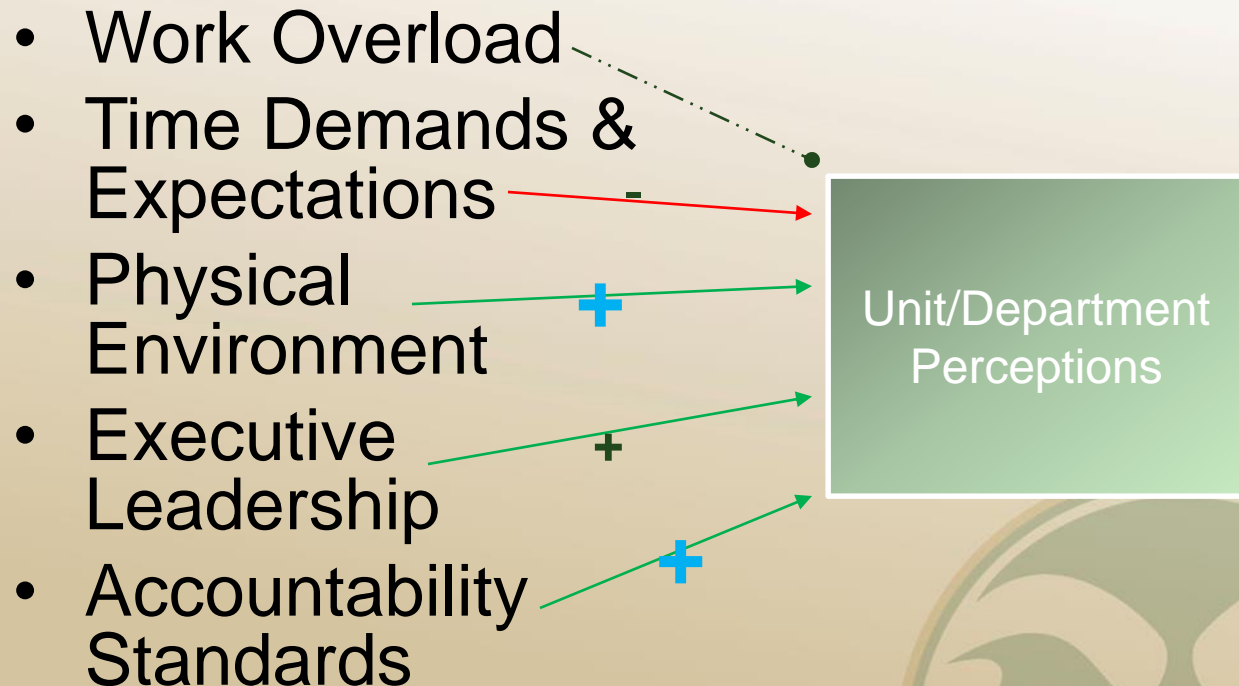 • Work Overload
• Time Demands &
Expectations
-
• Physical
Environment
+
• Executive
Leadership
+
• Accountability
Standards
+
Unit/Department
Perceptions